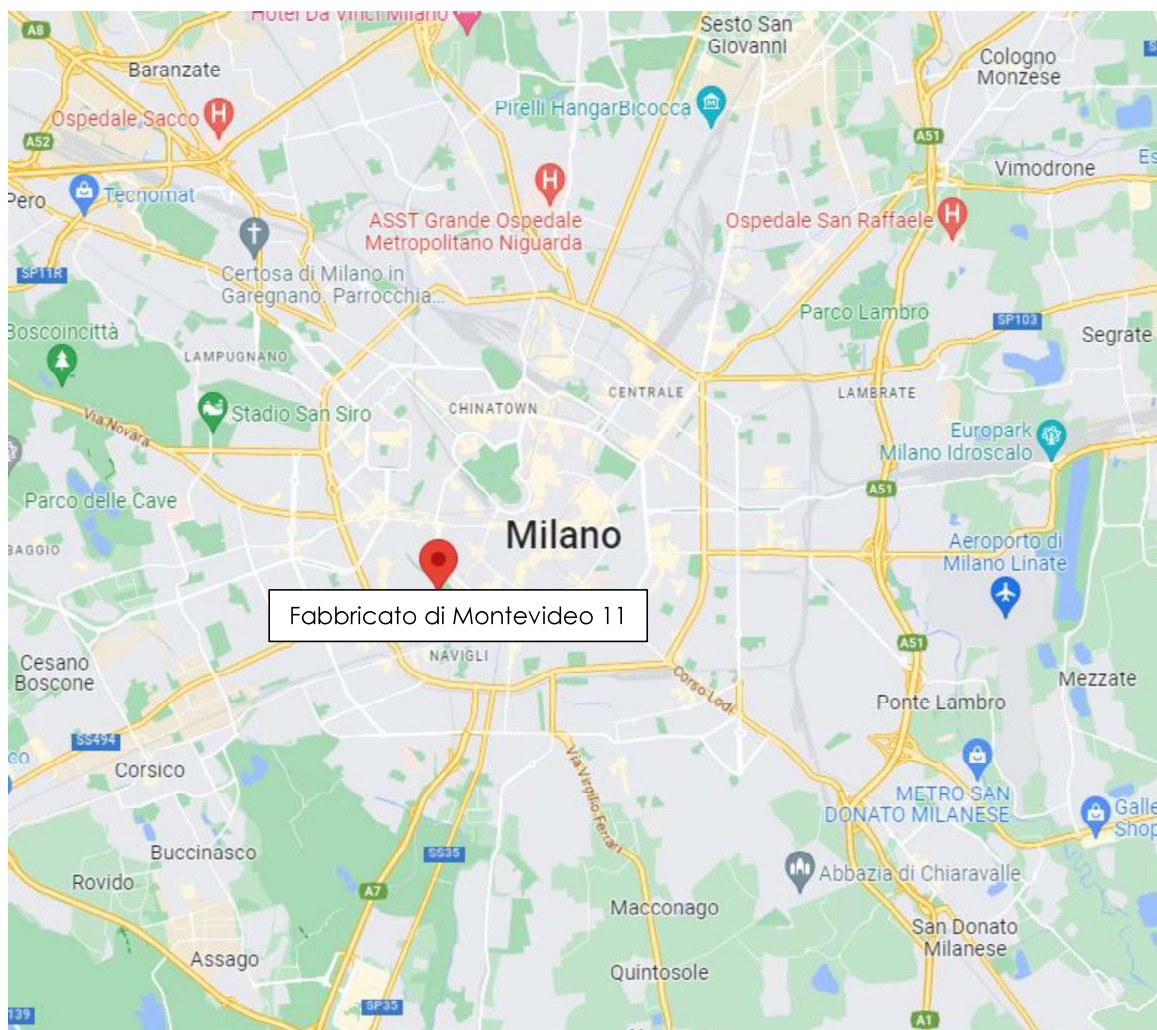 Hotel Da Vinci Milano
A8
Sesto San
Giovanni
Baranzate
Cologno
Monzese
Ospedale Sacco
H
Pirelli HangarBicocca
A52
A51
Vimodrone
Pero
Tecnomat
H
ASST Grande Ospedale
Metropolitano Niguarda
Ospedale San Raffaele
H
SP11R
Certosa di Milano in
Garegnano, Parrocchia...
Parco Lambro
SP103
Boscoincittà
Segrate
LAMPUGNANO
CENTRALE
LAMBRATE
CHINATOWN
Stadio San Siro
Via Novara
Europark
Milano Idroscalo
A51
Parco delle Cave
Milano
BAGGIO
Aeroporto di
Milano Linate
Fabbricato di Montevideo 11
A51
NAVIGLI
Cesano
Boscone
Corso Lodi
Mezzate
Ponte Lambro
SS494
co
Corsico
Via Virgilio Ferrari
METRO SAN
DONATO MILANESE
Galle
Shop
Buccinasco
SS35
Rovido
A7
Abbazia di Chiaravalle
Macconago
San Donato
Milanese
Assago
Quintosole
SP35
139
A1